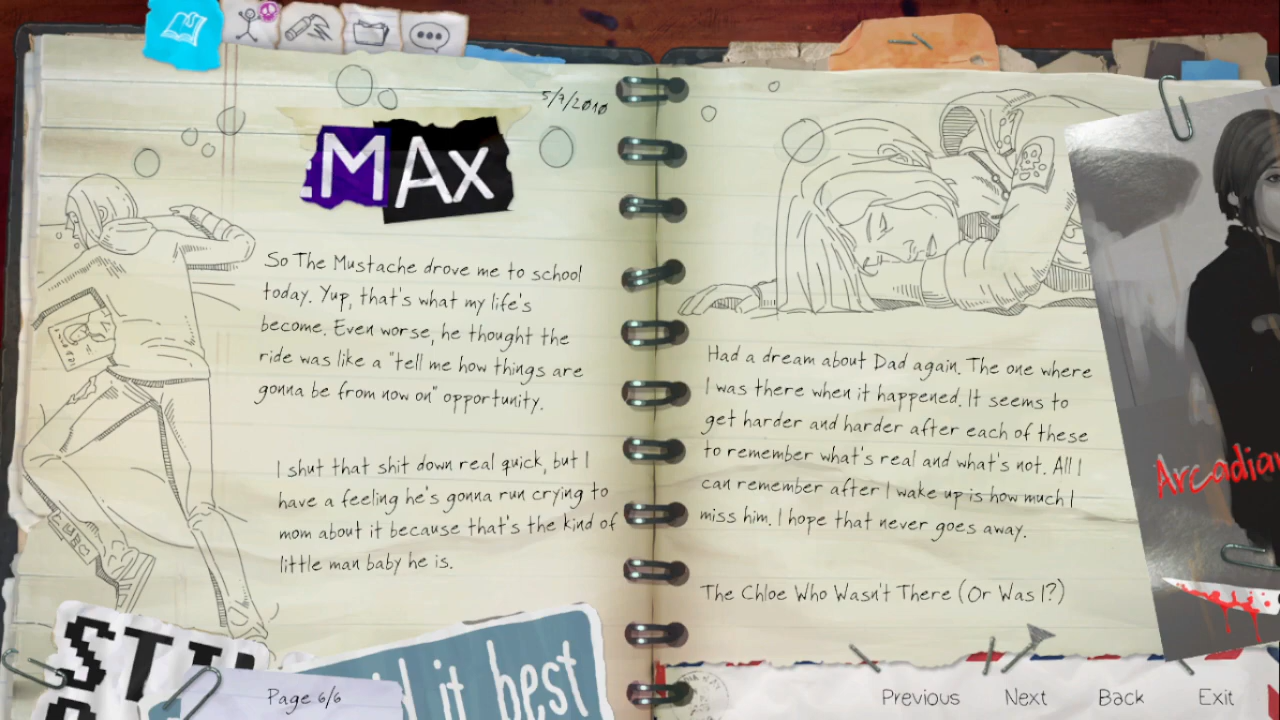 5/7/2010
MAx
So The Mustache drove me to school
today. Yup, that's what my life's
become. Even worse, he thought the
ride was like a "tell me how things are
gonna be from now on" opportunity.
I shut that shit down real quick, but I
have a feeling he's gonna run crying to
mom about it because that's the kind of
little man baby he is.
it best
Page 6/6
Had a dream about Dad again. The one where
I was there when it happened. It seems to
get harder and harder after each of these
to remember what's real and what's not. All I
can remember after I wake up is how much I
miss him. I hope that never goes away.
The Chloe Who Wasn't There (Or Was I?)
Arcadia
Previous Next Back Exit